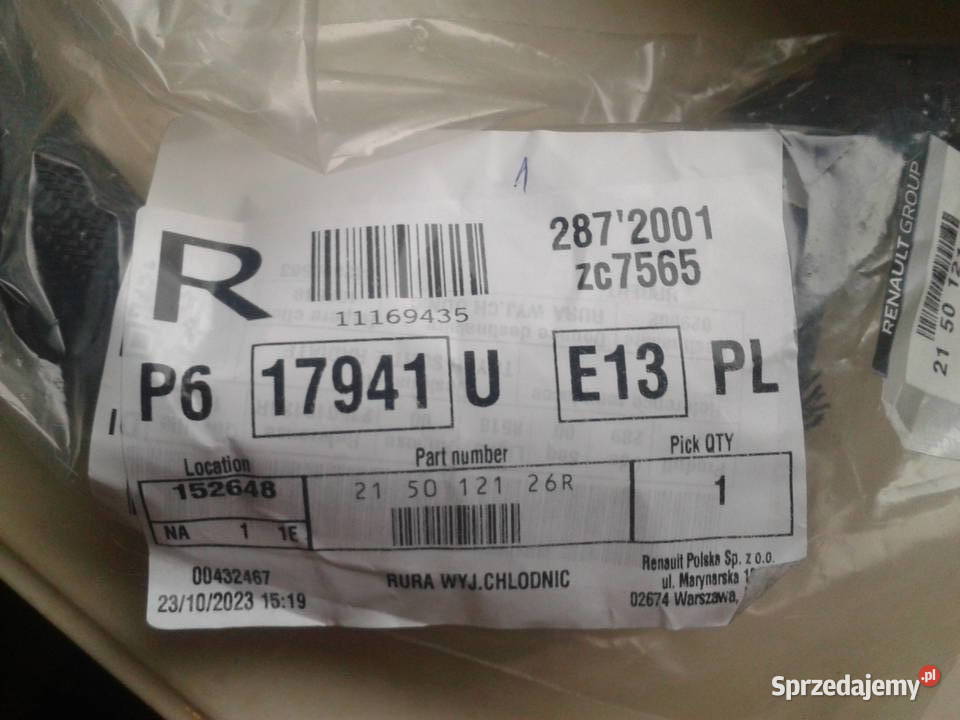 1
R
11169435
287'2001
zc7565
P6 17941 U E13 PL
Location
Part number
Pick QTY
152648
21 50 121 26R
1
NA 1 1E
00432467
23/10/2023 15:19
RURA WYJ.CHLODNIC
Renault Polska Sp. z o.o.
ul. Marynarska
02674 Warszawa,
RENAULT GROUP
21 50 121
Sprzedajemy.pl